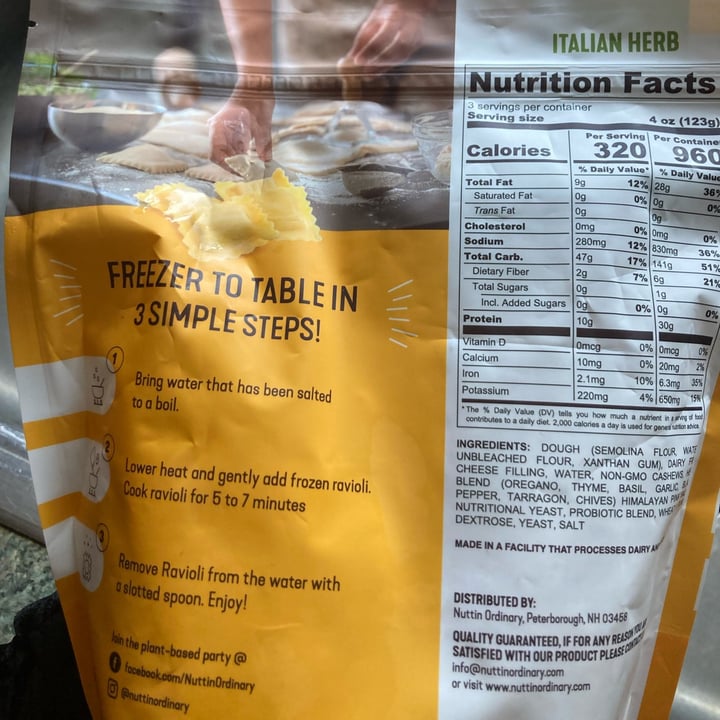 FREEZER TO TABLE IN
3 SIMPLE STEPS!
1
Bring water that has been salted
to a boil.
2
Lower heat and gently add frozen ravioli.
Cook ravioli for 5 to 7 minutes
3
Remove Ravioli from the water with
a slotted spoon. Enjoy!
Join the plant-based party @
facebook.com/NuttinOrdinary
@nuttinordinary
ITALIAN HERB
Nutrition Facts
3 servings per container
Serving size 4 oz (123g)
Per Serving Per Container
Calories 320 960
% Daily Value* % Daily Value
Total Fat 9g 12% 28g 36%
Saturated Fat 0g 0% 0g 0%
Trans Fat 0g 0g
Cholesterol 0mg 0% 0mg 0%
Sodium 280mg 12% 830mg 36%
Total Carb. 47g 17% 141g 51%
Dietary Fiber 2g 7% 6g 21%
Total Sugars 0g 1g
Incl. Added Sugars 0g 0% 0g 0%
Protein 10g 30g
Vitamin D 0mcg 0% 0mcg 0%
Calcium 10mg 0% 20mg 2%
Iron 2.1mg 10% 6.3mg 35%
Potassium 220mg 4% 650mg 15%
*The % Daily Value (DV) tells you how much a nutrient in a serving of food
contributes to a daily diet. 2,000 calories a day is used for general nutrition advice.
INGREDIENTS: DOUGH (SEMOLINA FLOUR, WATE
UNBLEACHED FLOUR, XANTHAN GUM), DAIRY FR
CHEESE FILLING, WATER, NON-GMO CASHEWS,
BLEND (OREGANO, THYME, BASIL, GARLIC,
PEPPER, TARRAGON, CHIVES) HIMALAYAN
NUTRITIONAL YEAST, PROBIOTIC BLEND,
DEXTROSE, YEAST, SALT
MADE IN A FACILITY THAT PROCESSES DAIRY
DISTRIBUTED BY:
Nuttin Ordinary, Peterborough, NH 03458
QUALITY GUARANTEED, IF FOR ANY REASON
SATISFIED WITH OUR PRODUCT PLEASE
info@nuttinordinary.com
or visit www.nuttinordinary.com